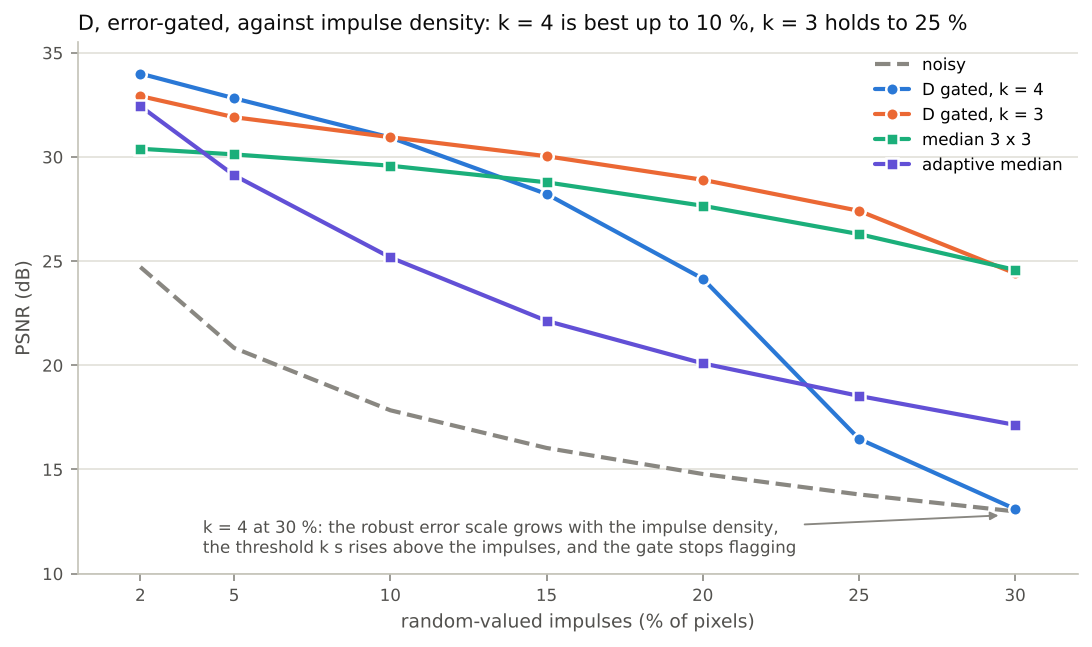 D, error-gated, against impulse density: k = 4 is best up to 10 %, k = 3 holds to 25 %
noisy
D gated, k = 4
D gated, k = 3
median 3 x 3
adaptive median
35
30
25
20
15
10
PSNR (dB)
k = 4 at 30 %: the robust error scale grows with the impulse density,
the threshold k s rises above the impulses, and the gate stops flagging
2
5
10
15
20
25
30
random-valued impulses (% of pixels)